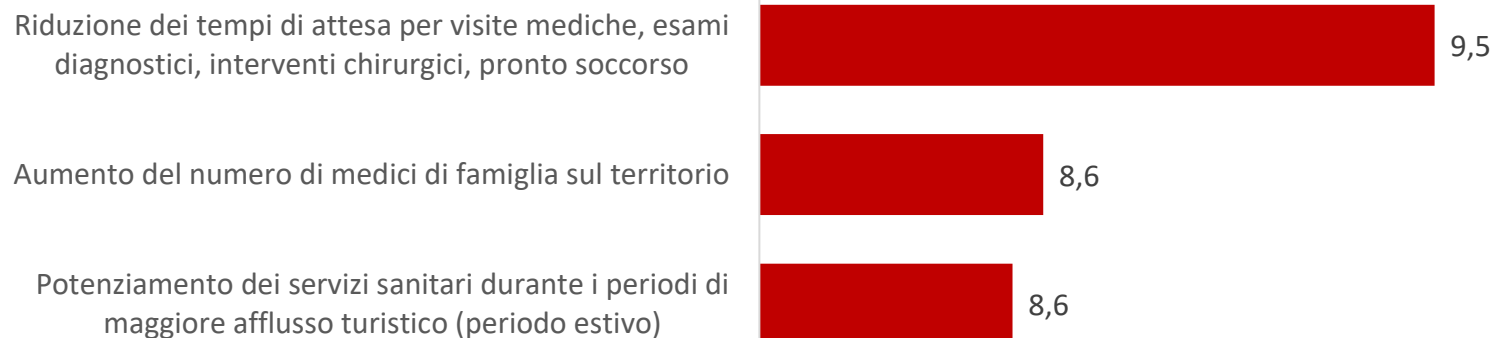 Riduzione dei tempi di attesa per visite mediche, esami
diagnostici, interventi chirurgici, pronto soccorso
9,5
Aumento del numero di medici di famiglia sul territorio
8,6
Potenziamento dei servizi sanitari durante i periodi di
maggiore afflusso turistico (periodo estivo)
8,6